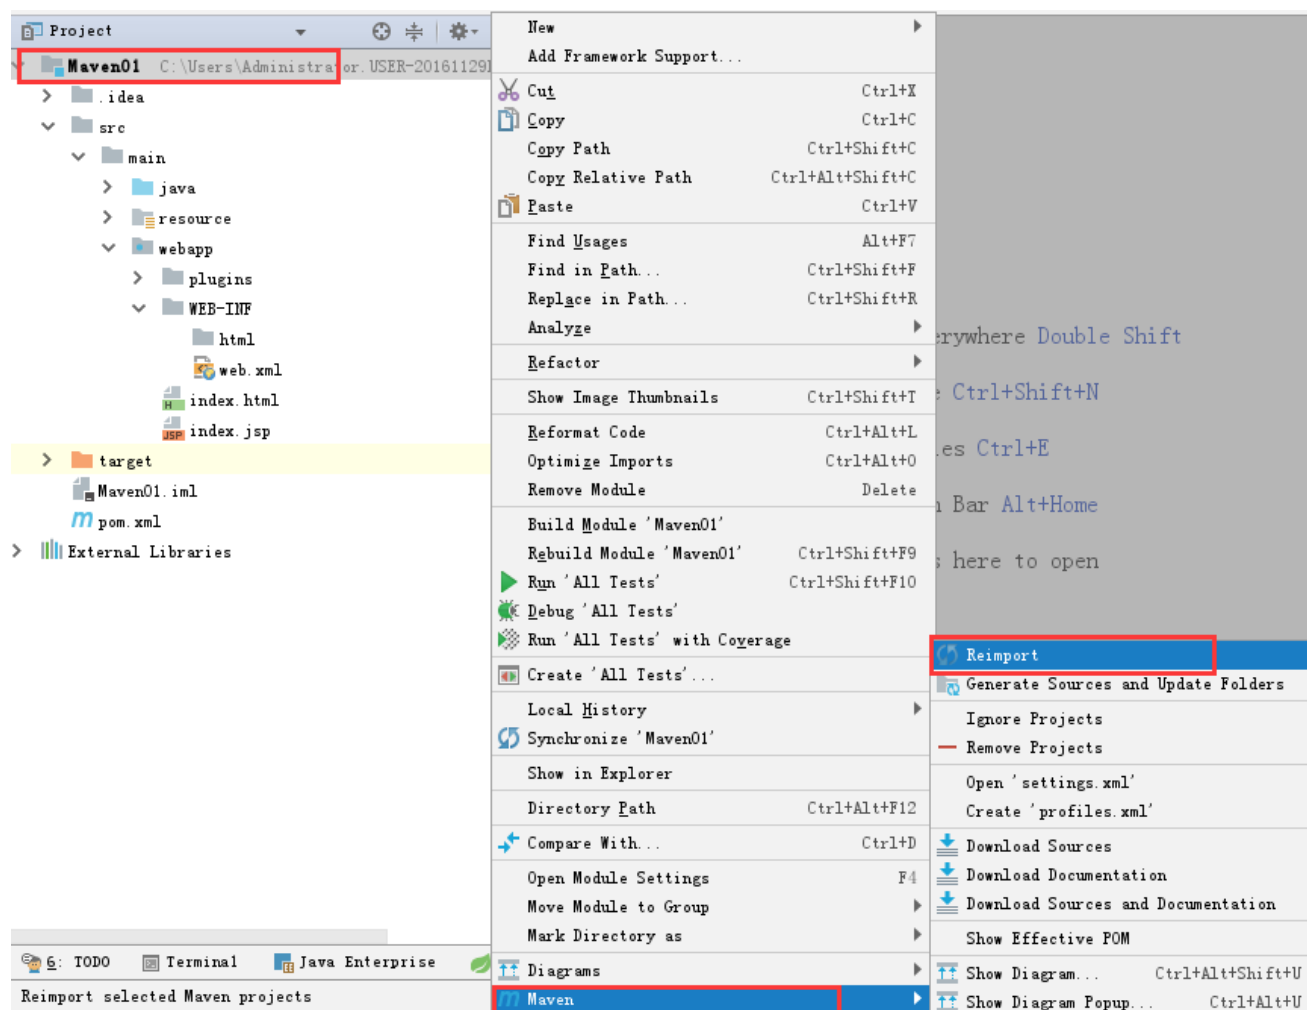 Project
Maven01 C:\Users\Administrator.USER-20161129
.idea
src
main
java
resource
webapp
plugins
WEB-INF
html
web.xml
index.html
index.jsp
target
Maven01.iml
pom.xml
External Libraries
6: TODO Terminal Java Enterprise
Reimport selected Maven projects
New
Add Framework Support...
Cut Ctrl+X
Copy Ctrl+C
Copy Path Ctrl+Shift+C
Copy Relative Path Ctrl+Alt+Shift+C
Paste Ctrl+V
Find Usages Alt+F7
Find in Path... Ctrl+Shift+F
Replace in Path... Ctrl+Shift+R
Analyze
Refactor
Show Image Thumbnails Ctrl+Shift+T
Reformat Code Ctrl+Alt+L
Optimize Imports Ctrl+Alt+O
Remove Module Delete
Build Module 'Maven01'
Rebuild Module 'Maven01' Ctrl+Shift+F9
Run 'All Tests' Ctrl+Shift+F10
Debug 'All Tests'
Run 'All Tests' with Coverage
Create 'All Tests'...
Local History
Synchronize 'Maven01'
Show in Explorer
Directory Path Ctrl+Alt+F12
Compare With... Ctrl+D
Open Module Settings F4
Move Module to Group
Mark Directory as
Diagrams
Maven
erywhere Double Shift
Ctrl+Shift+N
es Ctrl+E
Bar Alt+Home
here to open
Reimport
Generate Sources and Update Folders
Ignore Projects
Remove Projects
Open 'settings.xml'
Create 'profiles.xml'
Download Sources
Download Documentation
Download Sources and Documentation
Show Effective POM
Show Diagram... Ctrl+Alt+Shift+U
Show Diagram Popup... Ctrl+Alt+U